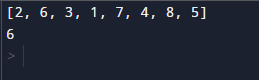 [2, 6, 3, 1, 7, 4, 8, 5]
6
>